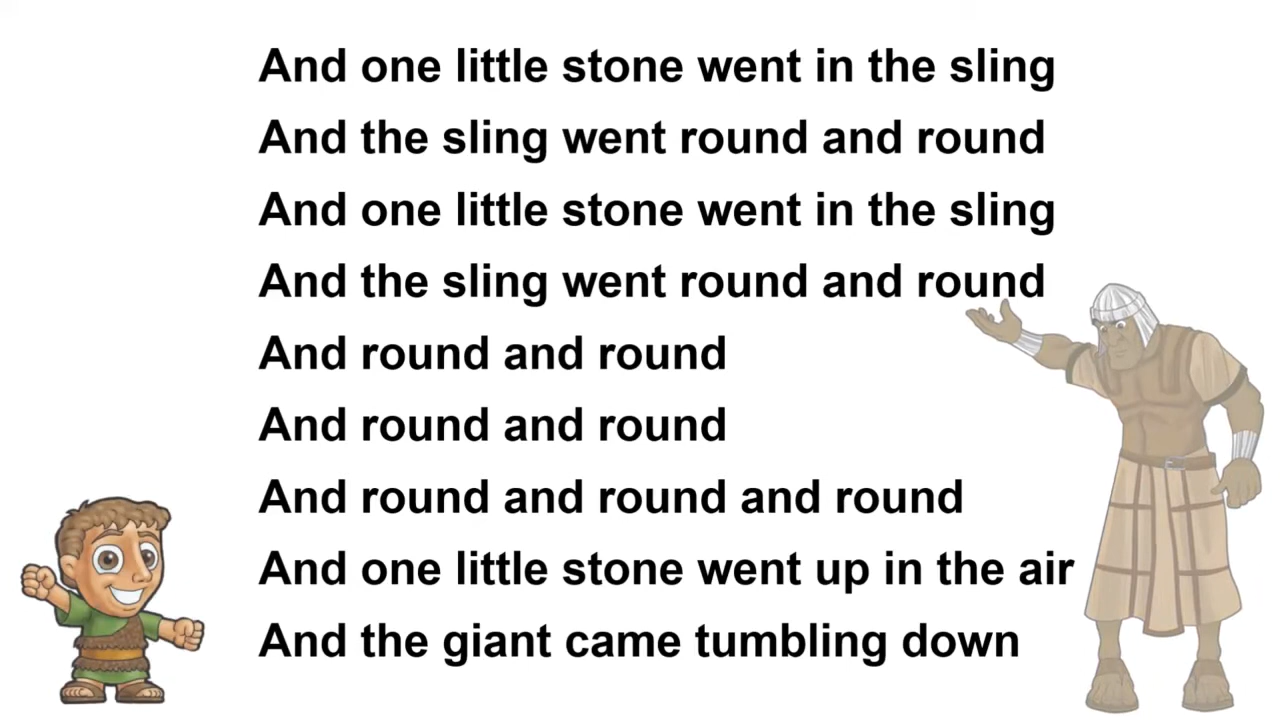 And one little stone went in the sling
And the sling went round and round
And one little stone went in the sling
And the sling went round and round
And round and round
And round and round
And round and round and round
And one little stone went up in the air
And the giant came tumbling down